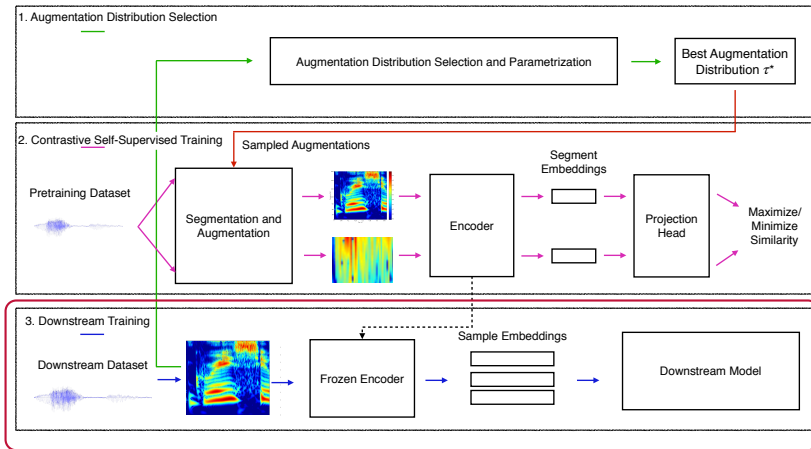 1. Augmentation Distribution Selection
Augmentation Distribution Selection and Parametrization
Best Augmentation
Distribution τ*
2. Contrastive Self-Supervised Training
Sampled Augmentations
Pretraining Dataset
Segmentation and
Augmentation
Encoder
Segment
Embeddings
Projection
Head
Maximize/
Minimize
Similarity
3. Downstream Training
Downstream Dataset
Frozen Encoder
Sample Embeddings
Downstream Model